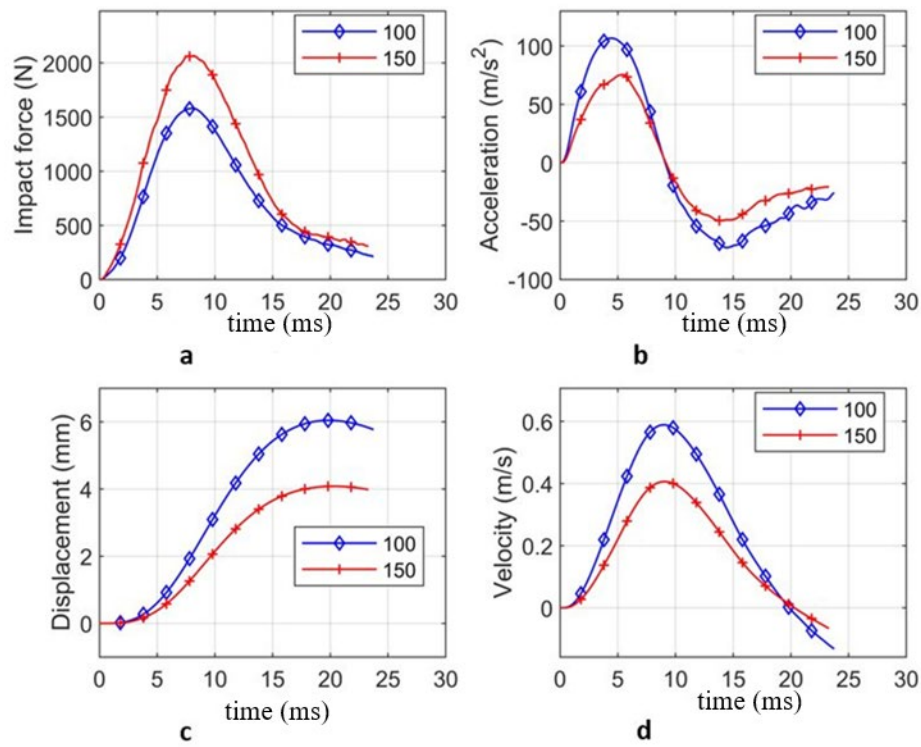 Impact force (N)
2000
1500
1000
500
0
0 5 10 15 20 25 30
time (ms)
100
150
a
Acceleration (m/s²)
100
50
0
-50
-100
0 5 10 15 20 25 30
time (ms)
100
150
b
Displacement (mm)
6
4
2
0
0 5 10 15 20 25 30
time (ms)
100
150
c
Velocity (m/s)
0.6
0.4
0.2
0
0 5 10 15 20 25 30
time (ms)
100
150
d